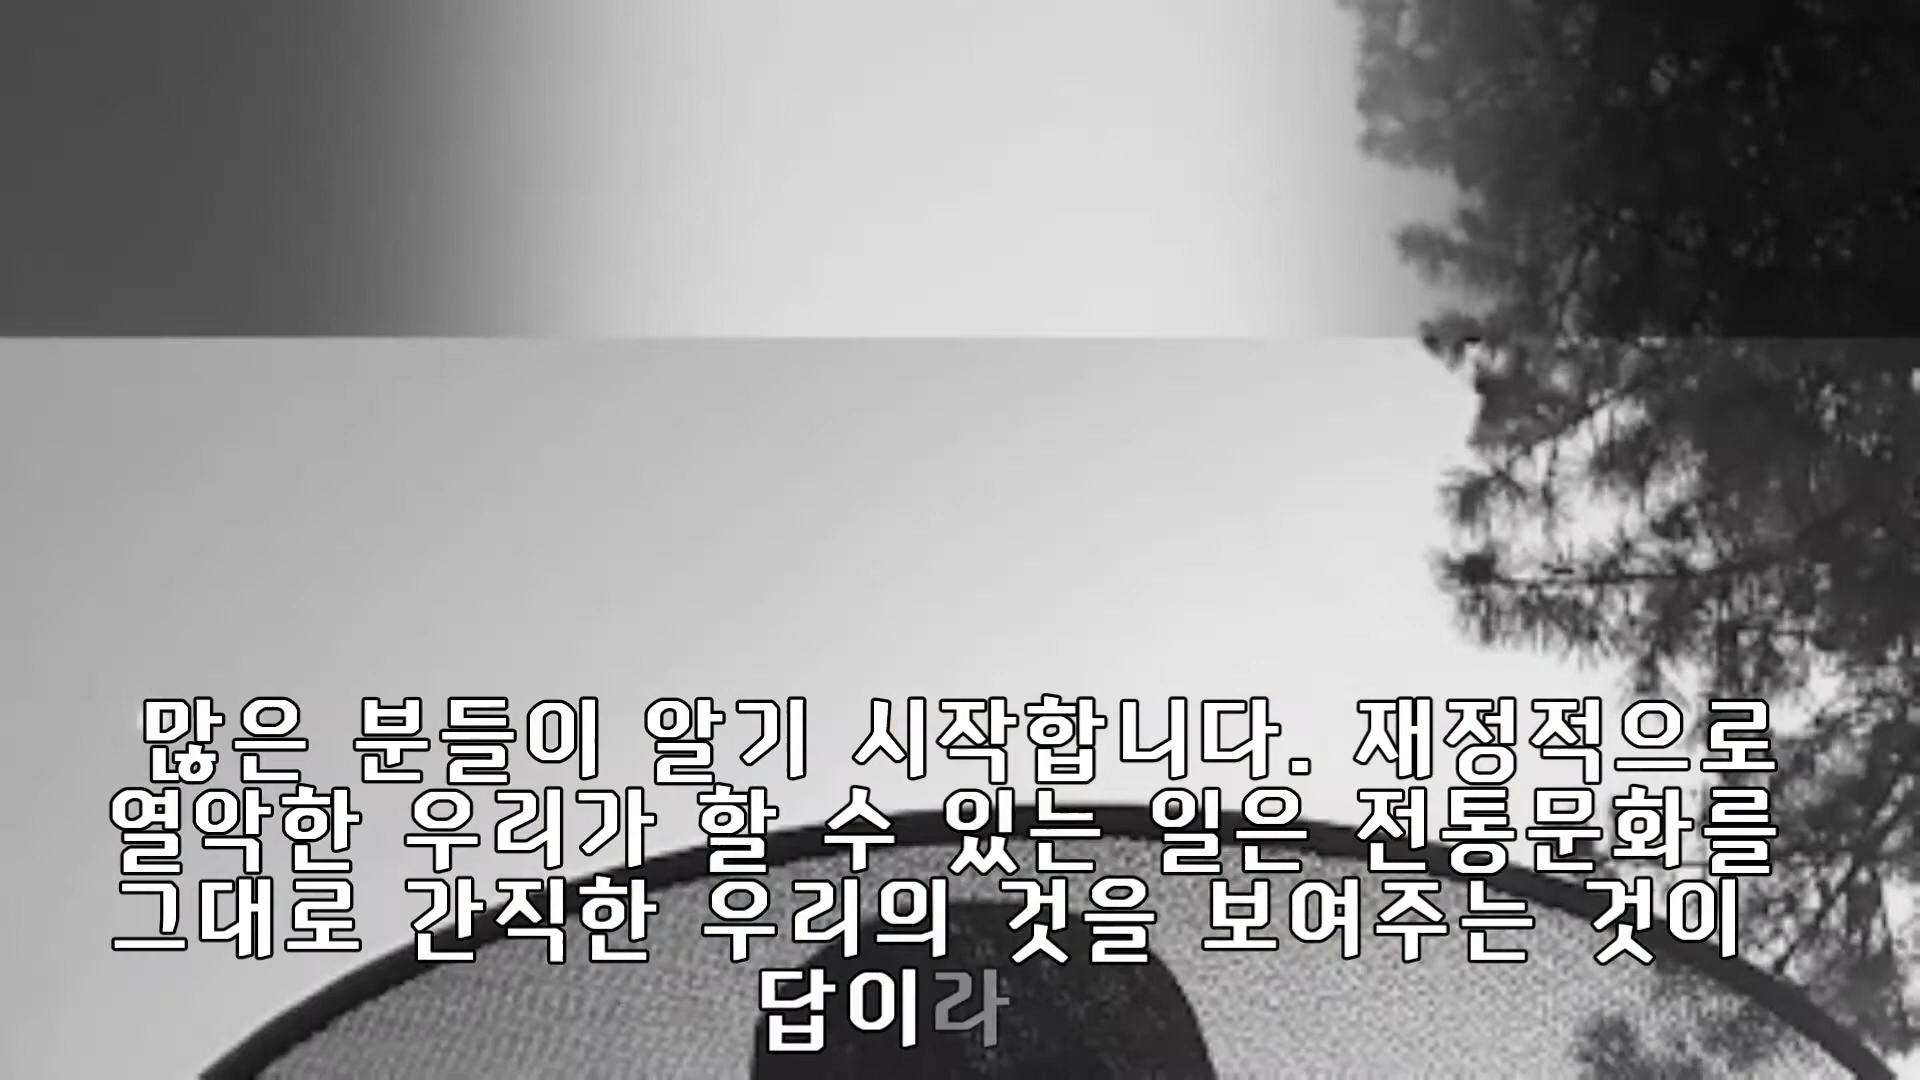 많은 분들이 알기 시작합니다. 재정적으로
열악한 우리가 할 수 있는 일은 전통문화를
그대로 간직한 우리의 것을 보여주는 것이
답이라